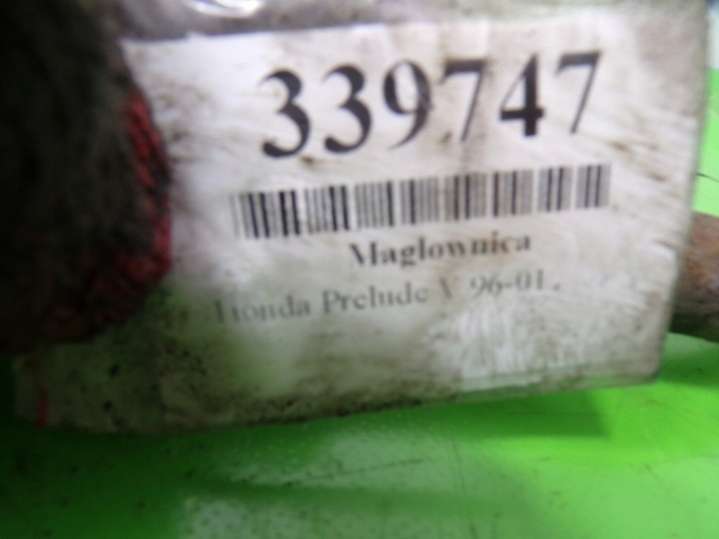 339747
Maglownica
Honda Prelude V 96-01